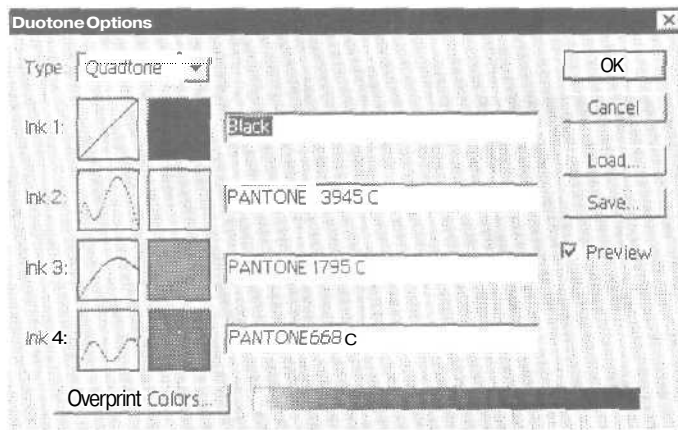 Duotone Options
Type: Quadtone
OK
Cancel
Ink 1: Black
Load...
Ink 2: PANTONE 3945 C
Save...
Preview
Ink 3: PANTONE 1795 C
Ink 4: PANTONE 668 C
Overprint Colors...